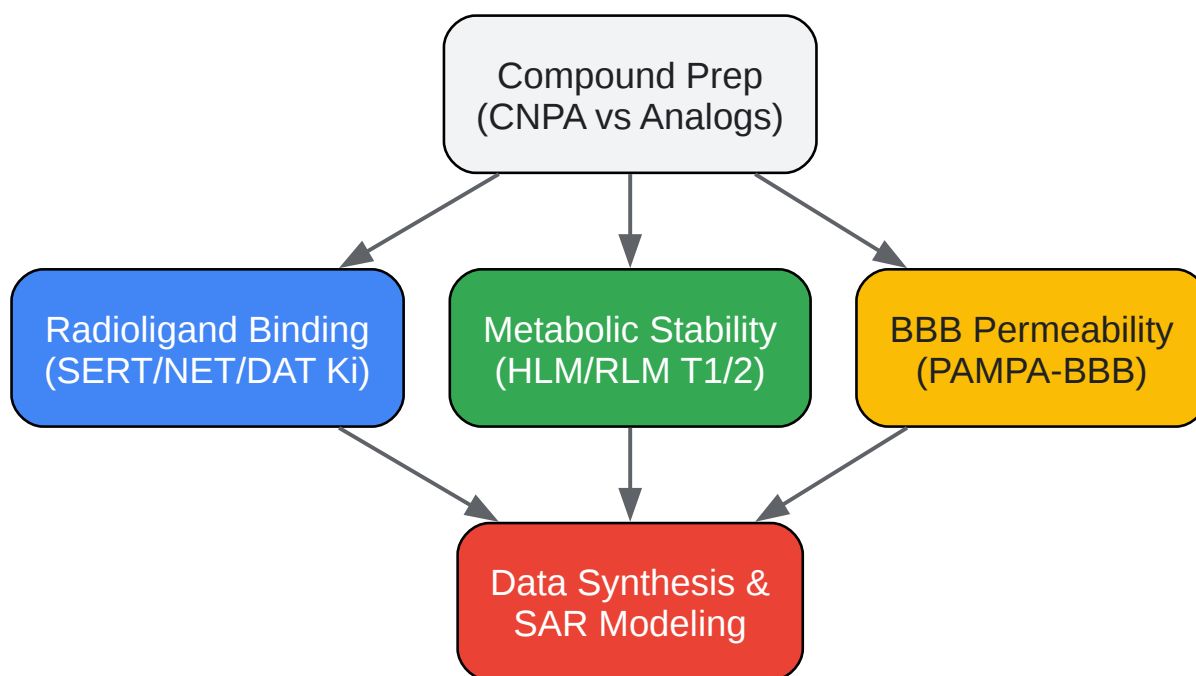 Compound Prep
(CNPA vs Analogs)
Radioligand Binding
(SERT/NET/DAT Ki)
Metabolic Stability
(HLM/RLM T1/2)
BBB Permeability
(PAMPA-BBB)
Data Synthesis &
SAR Modeling